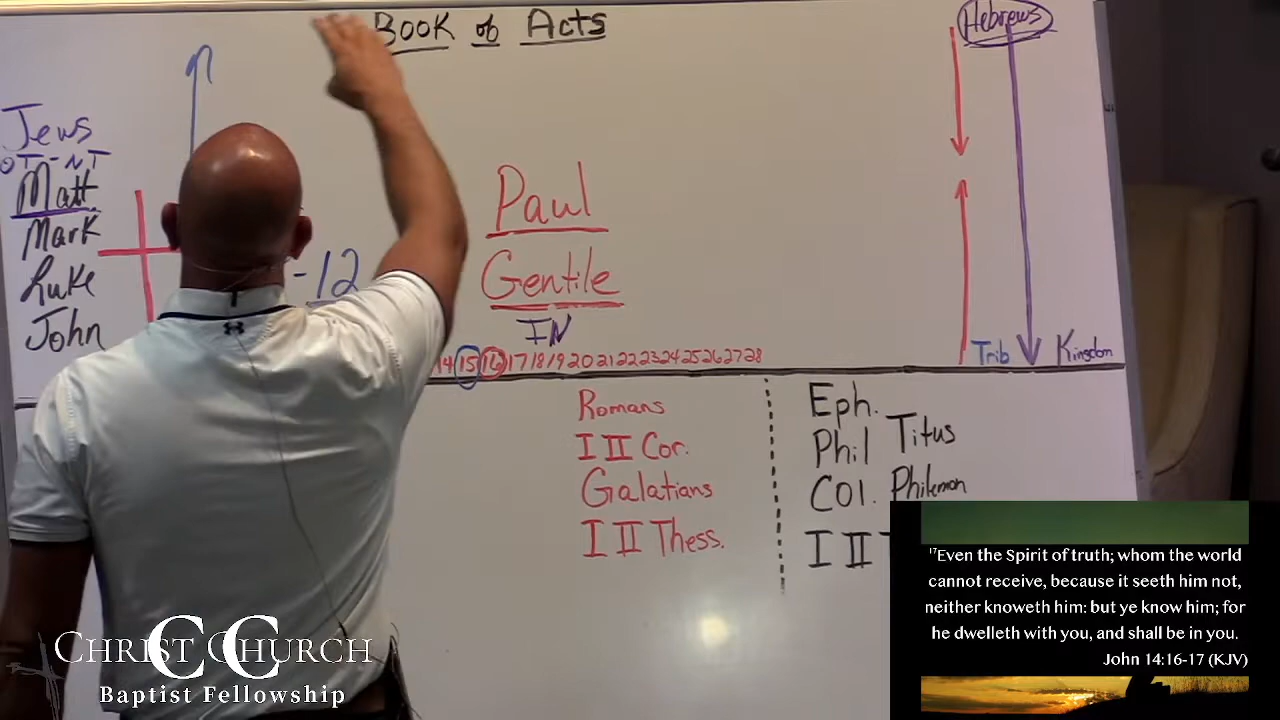 Book of Acts
Hebrews
Jews
OT-NT
Matt
Mark
Luke
John
-12
Paul
Gentile
IN
14 15 16 17 18 19 20 21 22 23 24 25 26 27 28
Trib
Kingdom
Romans
I II Cor.
Galatians
I II Thess.
Eph.
Phil
Titus
Col.
Philemon
I II
17Even the Spirit of truth; whom the world
cannot receive, because it seeth him not,
neither knoweth him: but ye know him; for
he dwelleth with you, and shall be in you.
John 14:16-17 (KJV)
CC
Christ Church
Baptist Fellowship